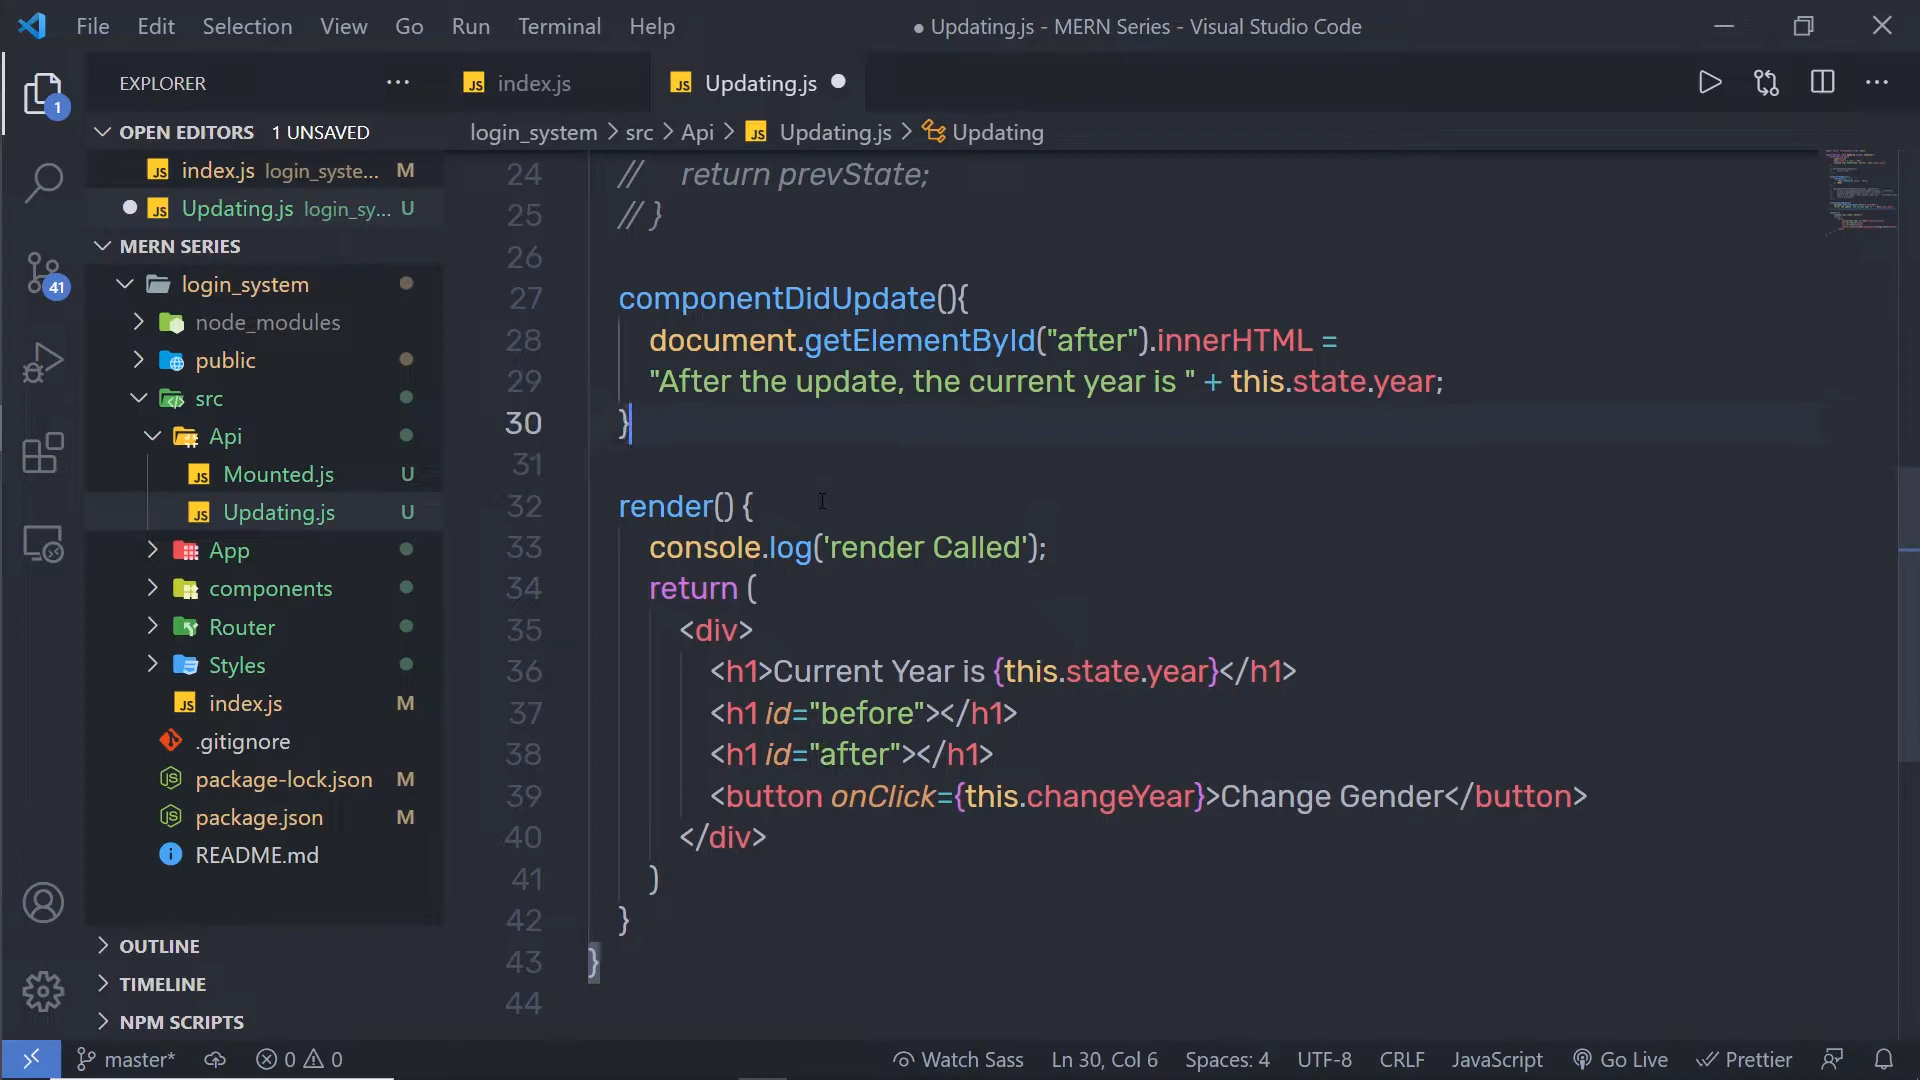 File Edit Selection View Go Run Terminal Help
● Updating.js - MERN Series - Visual Studio Code
EXPLORER ...
index.js
Updating.js
OPEN EDITORS 1 UNSAVED
index.js login_syste... M
Updating.js login_sy... U
MERN SERIES
login_system
node_modules
public
src
Api
Mounted.js U
Updating.js U
App
components
Router
Styles
index.js M
.gitignore
package-lock.json M
package.json M
README.md
OUTLINE
TIMELINE
NPM SCRIPTS
1
41
login_system > src > Api > Updating.js > Updating
24 // return prevState;
25 // }
26
27 componentDidUpdate(){
28 document.getElementById("after").innerHTML =
29 "After the update, the current year is " + this.state.year;
30 }
31
32 render() {
33 console.log('render Called');
34 return (
35 <div>
36 <h1>Current Year is {this.state.year}</h1>
37 <h1 id="before"></h1>
38 <h1 id="after"></h1>
39 <button onClick={this.changeYear}>Change Gender</button>
40 </div>
41 )
42 }
43 }
44
master* 0 0 Watch Sass Ln 30, Col 6 Spaces: 4 UTF-8 CRLF JavaScript Go Live Prettier